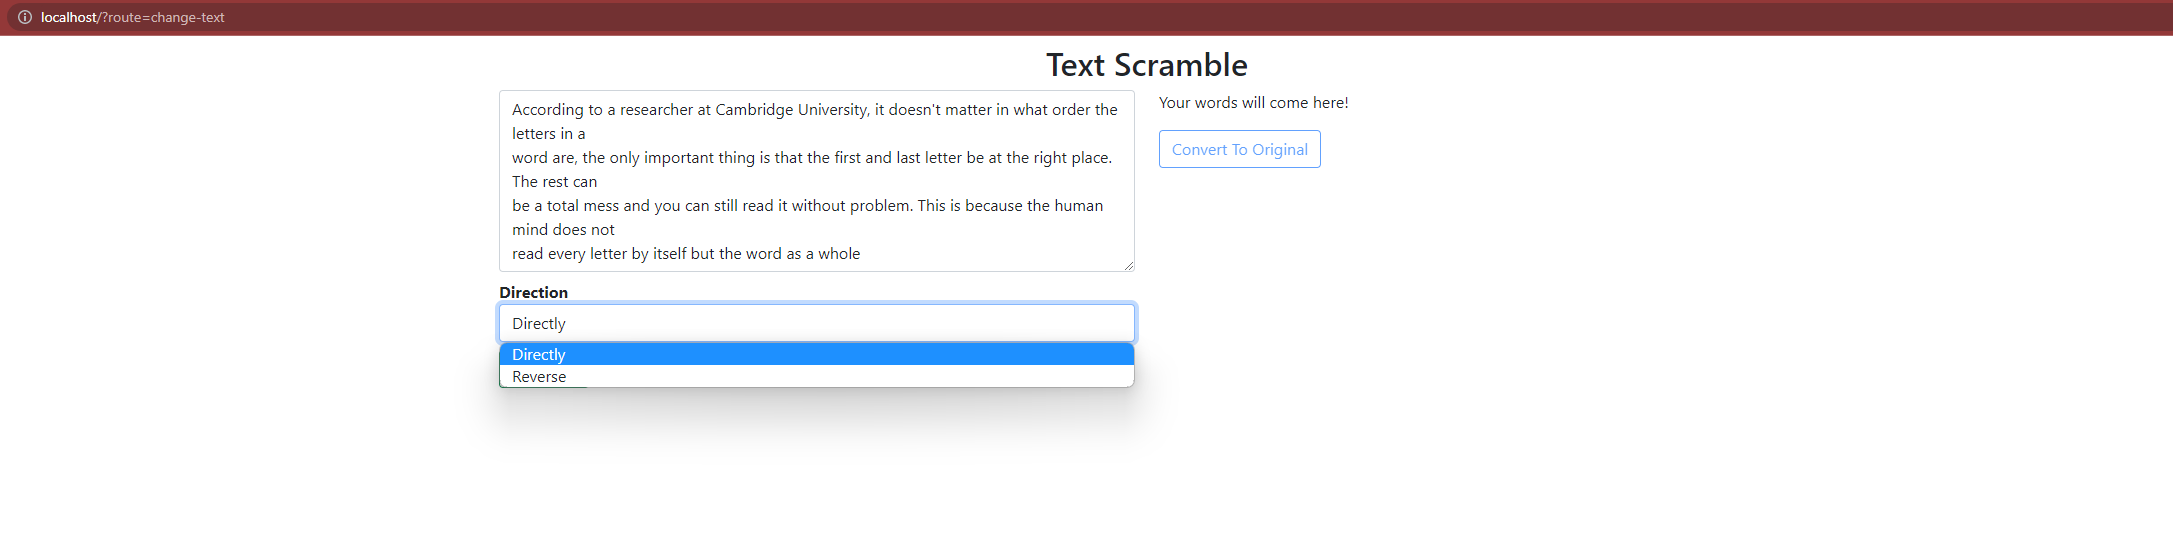 localhost/?route=change-text
Text Scramble
According to a researcher at Cambridge University, it doesn't matter in what order the
letters in a
word are, the only important thing is that the first and last letter be at the right place.
The rest can
be a total mess and you can still read it without problem. This is because the human
mind does not
read every letter by itself but the word as a whole
Your words will come here!
Convert To Original
Direction
Directly
Directly
Reverse